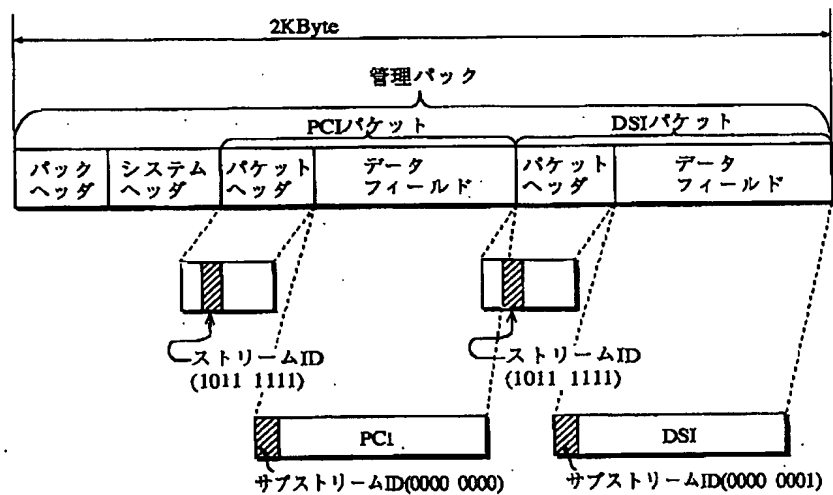 2KByte
管理パック
PCIパケット
DSIパケット
パック
ヘッダ
システム
ヘッダ
パケット
ヘッダ
データ
フィールド
パケット
ヘッダ
データ
フィールド
ストリームID
(1011 1111)
ストリームID
(1011 1111)
PCI
DSI
サブストリームID(0000 0000)
サブストリームID(0000 0001)